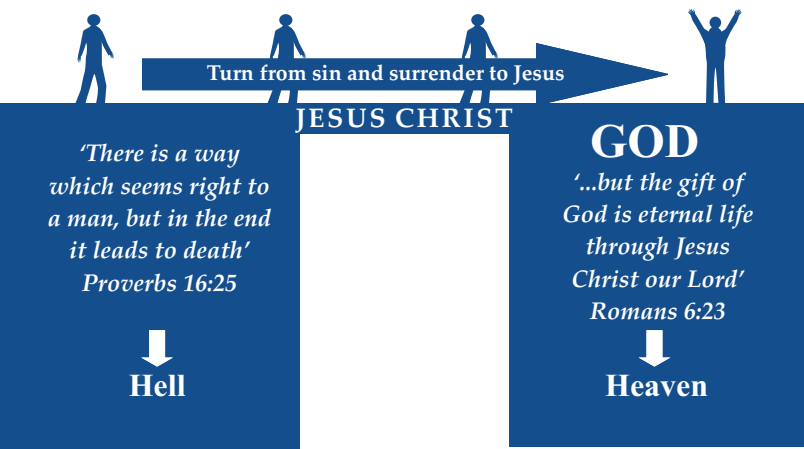 Turn from sin and surrender to Jesus
JESUS CHRIST
‘There is a way
which seems right to
a man, but in the end
it leads to death’
Proverbs 16:25
Hell
GOD
‘...but the gift of
God is eternal life
through Jesus
Christ our Lord’
Romans 6:23
Heaven